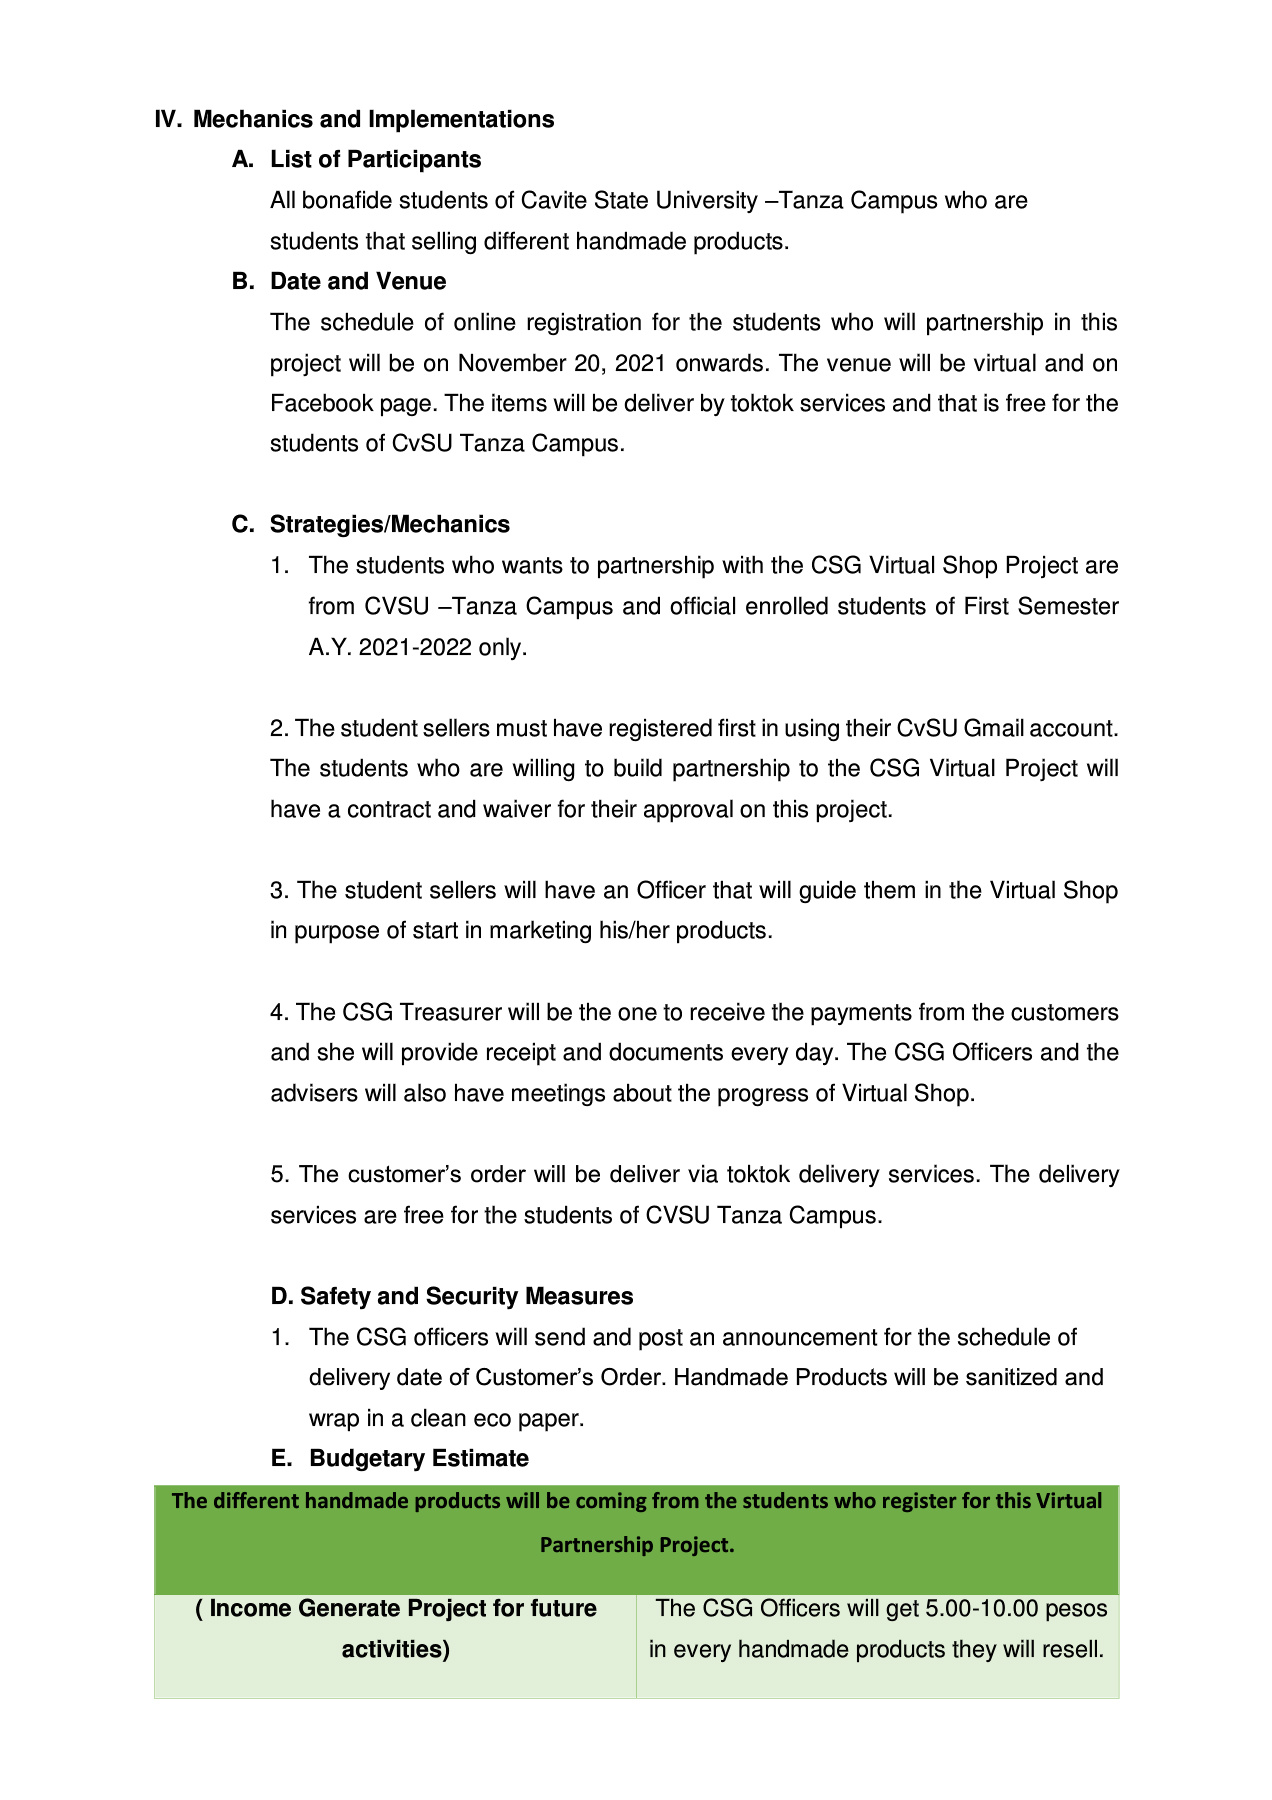 IV. Mechanics and Implementations
A. List of Participants
All bonafide students of Cavite State University –Tanza Campus who are
students that selling different handmade products.
B. Date and Venue
The schedule of online registration for the students who will partnership in this
project will be on November 20, 2021 onwards. The venue will be virtual and on
Facebook page. The items will be deliver by toktok services and that is free for the
students of CvSU Tanza Campus.
C. Strategies/Mechanics
1. The students who wants to partnership with the CSG Virtual Shop Project are
from CVSU –Tanza Campus and official enrolled students of First Semester
A.Y. 2021-2022 only.
2. The student sellers must have registered first in using their CvSU Gmail account.
The students who are willing to build partnership to the CSG Virtual Project will
have a contract and waiver for their approval on this project.
3. The student sellers will have an Officer that will guide them in the Virtual Shop
in purpose of start in marketing his/her products.
4. The CSG Treasurer will be the one to receive the payments from the customers
and she will provide receipt and documents every day. The CSG Officers and the
advisers will also have meetings about the progress of Virtual Shop.
5. The customer’s order will be deliver via toktok delivery services. The delivery
services are free for the students of CVSU Tanza Campus.
D. Safety and Security Measures
1. The CSG officers will send and post an announcement for the schedule of
delivery date of Customer’s Order. Handmade Products will be sanitized and
wrap in a clean eco paper.
E. Budgetary Estimate
The different handmade products will be coming from the students who register for this Virtual
Partnership Project.
( Income Generate Project for future
activities)
The CSG Officers will get 5.00-10.00 pesos
in every handmade products they will resell.